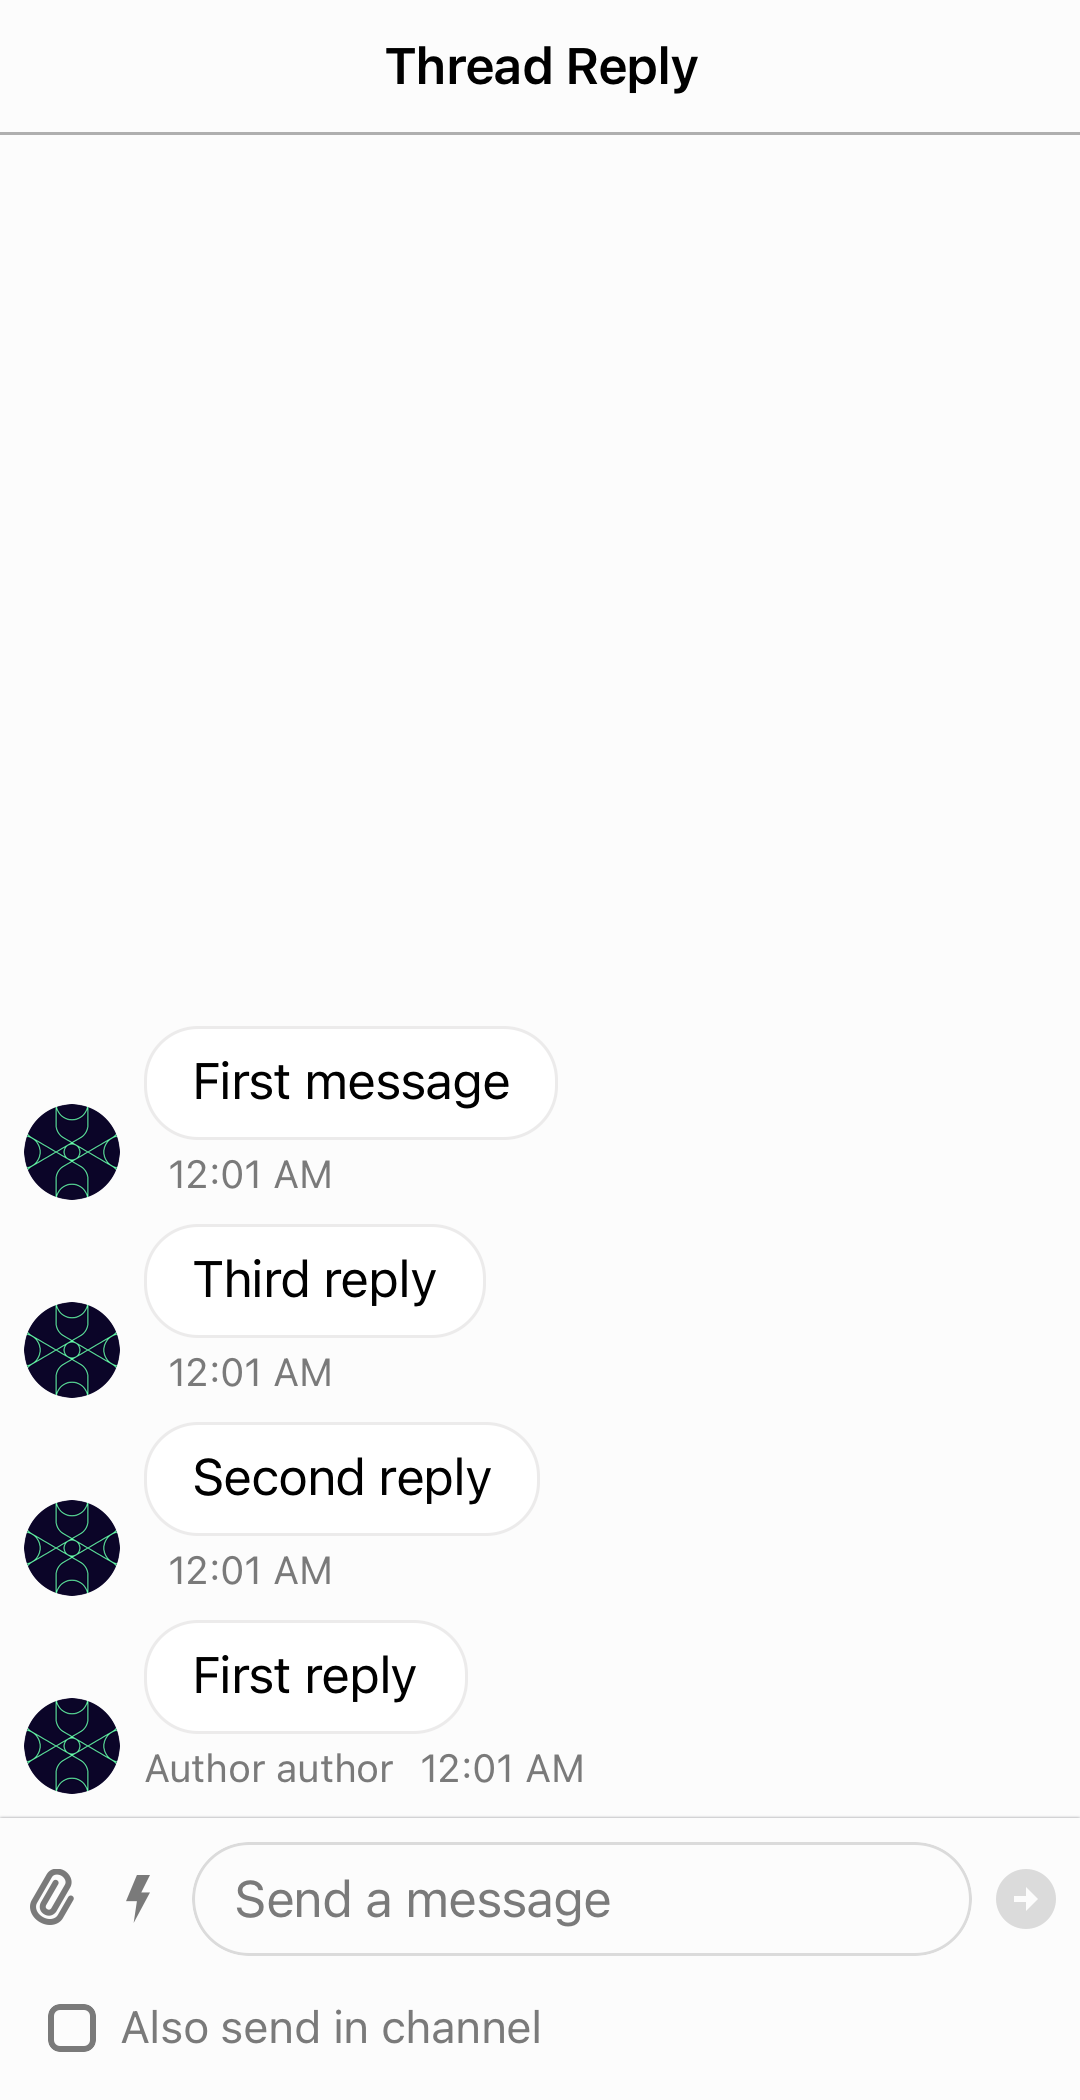 Thread Reply
First message
12:01 AM
Third reply
12:01 AM
Second reply
12:01 AM
First reply
Author author 12:01 AM
Send a message
Also send in channel